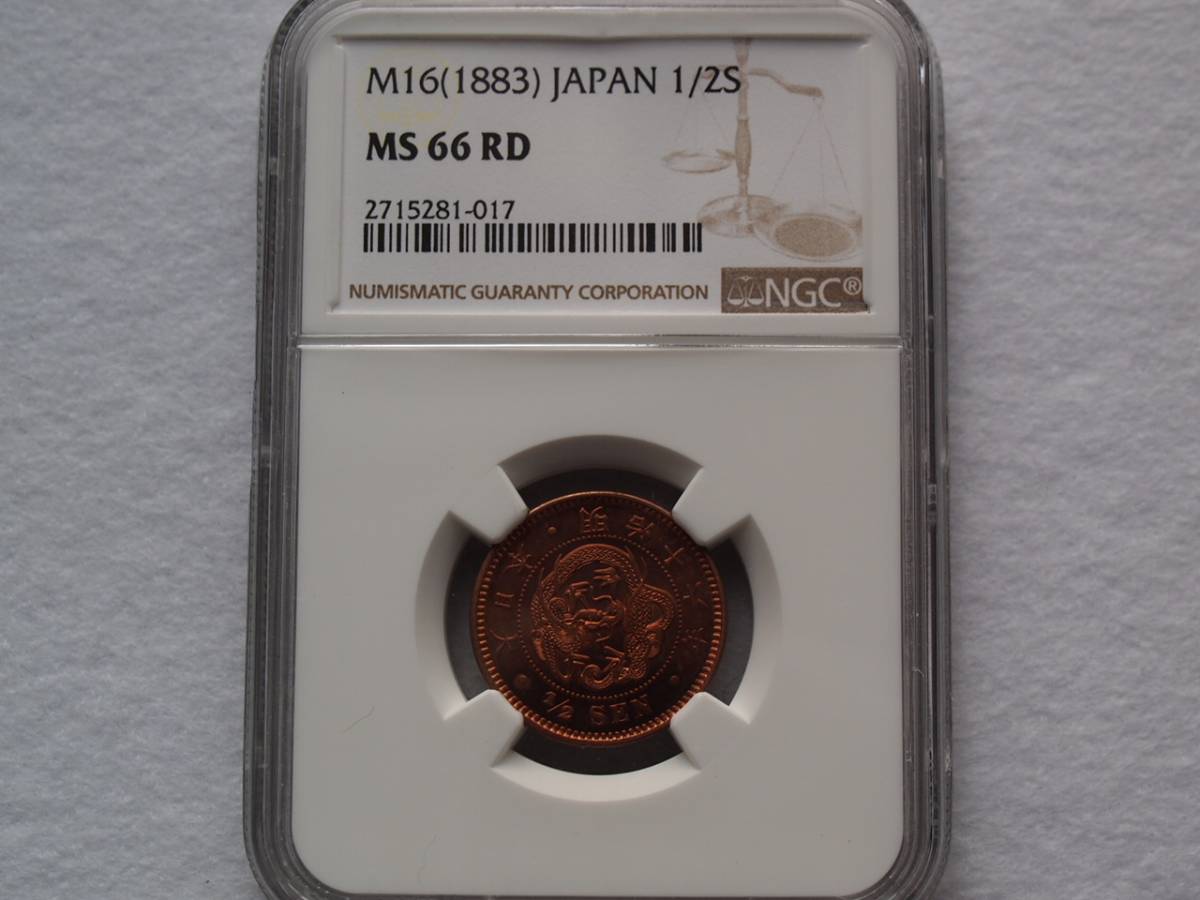 M16(1883) JAPAN 1/2S
MS 66 RD
2715281-017
NUMISMATIC GUARANTY CORPORATION
NGC®
大日本・明治十六年・
1/2 SEN